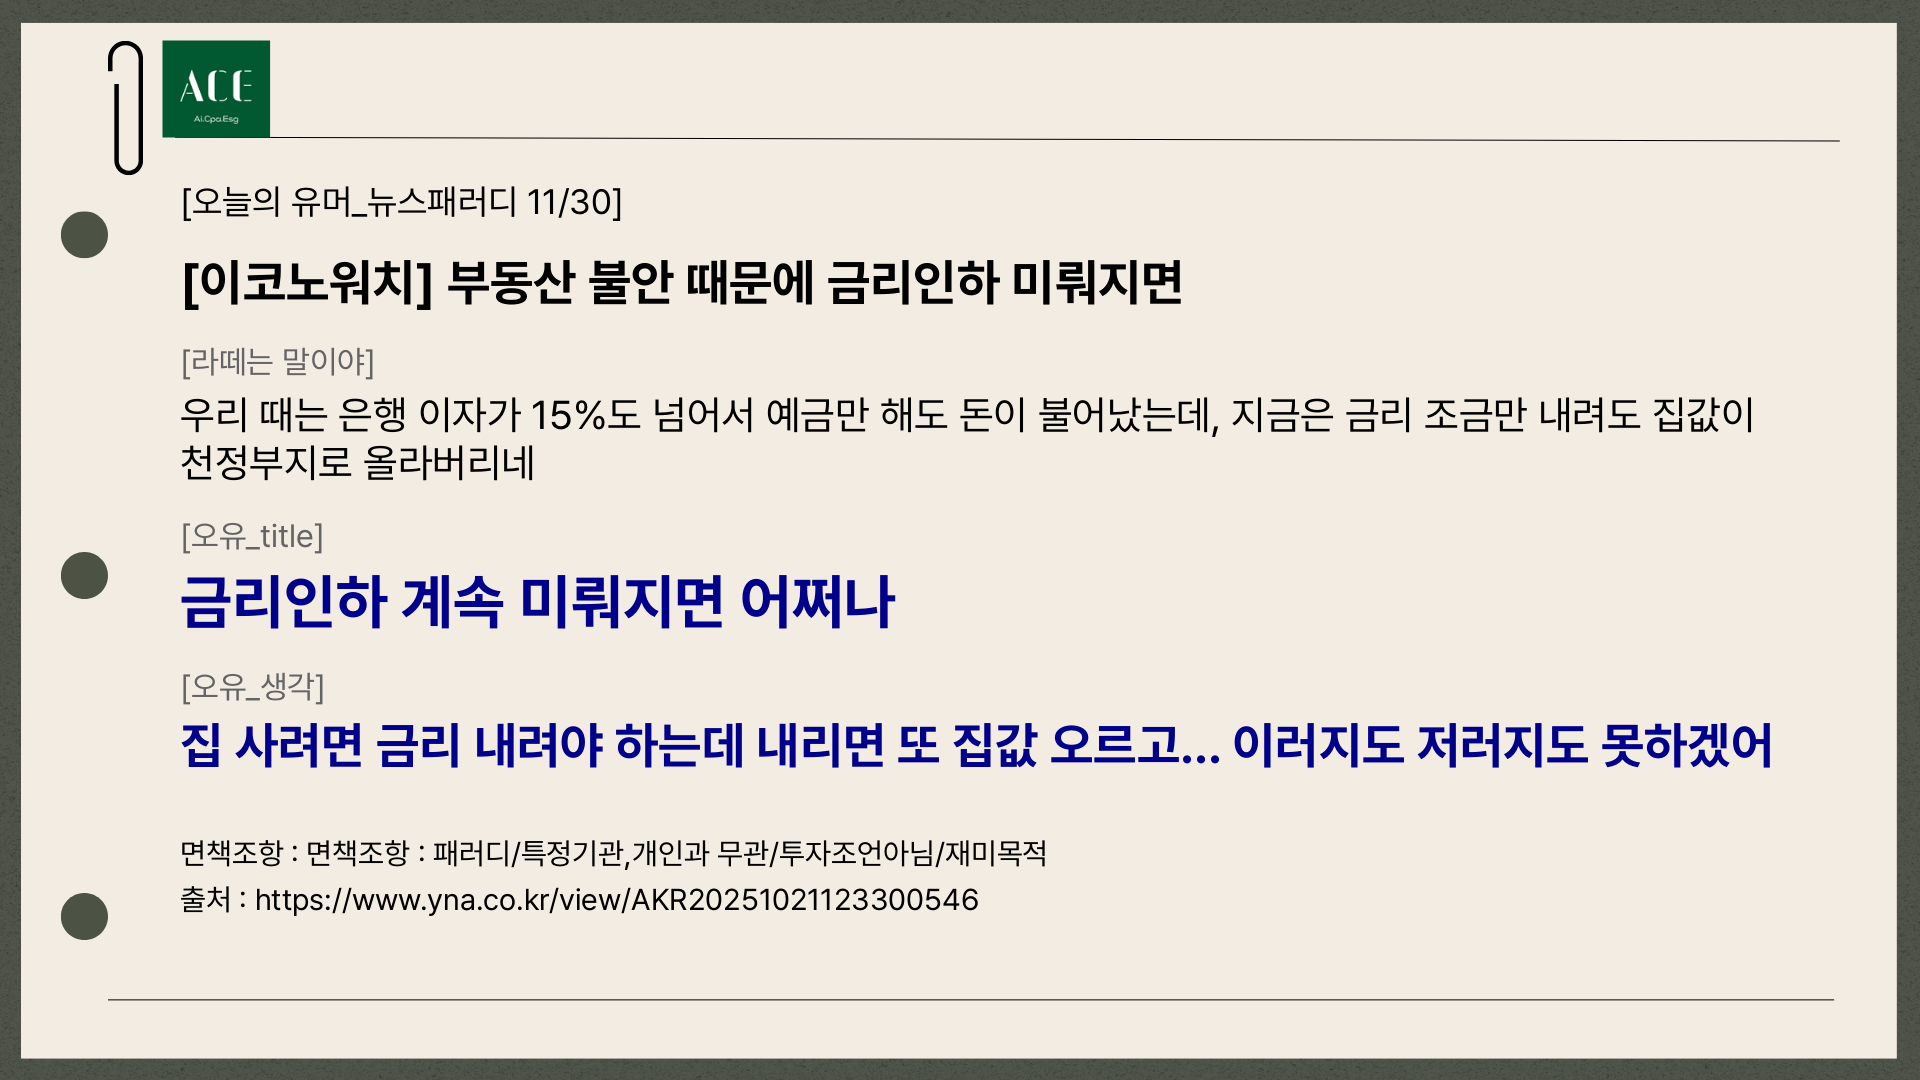 ACE
Ai.Cpa.Esg
[오늘의 유머_뉴스패러디 11/30]
[이코노워치] 부동산 불안 때문에 금리인하 미뤄지면
[라떼는 말이야]
우리 때는 은행 이자가 15%도 넘어서 예금만 해도 돈이 불어났는데, 지금은 금리 조금만 내려도 집값이
천정부지로 올라버리네
[오유_title]
금리인하 계속 미뤄지면 어쩌나
[오유_생각]
집 사려면 금리 내려야 하는데 내리면 또 집값 오르고... 이러지도 저러지도 못하겠어
면책조항 : 면책조항 : 패러디/특정기관,개인과 무관/투자조언아님/재미목적
출처 : https://www.yna.co.kr/view/AKR20251021123300546